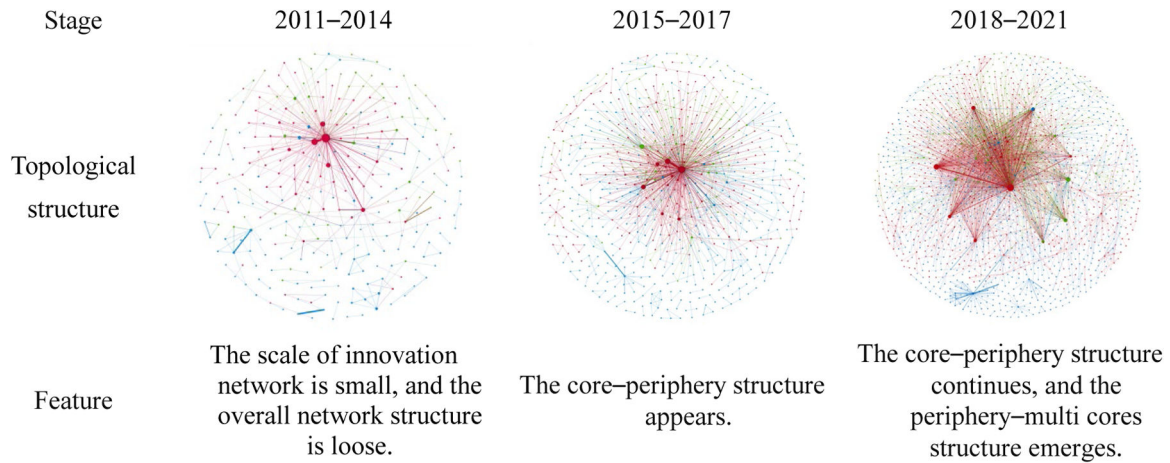 Stage 2011–2014 2015–2017 2018–2021
Topological
structure
Feature
The scale of innovation
network is small, and the
overall network structure
is loose.
The core–periphery structure
appears.
The core–periphery structure
continues, and the
periphery–multi cores
structure emerges.